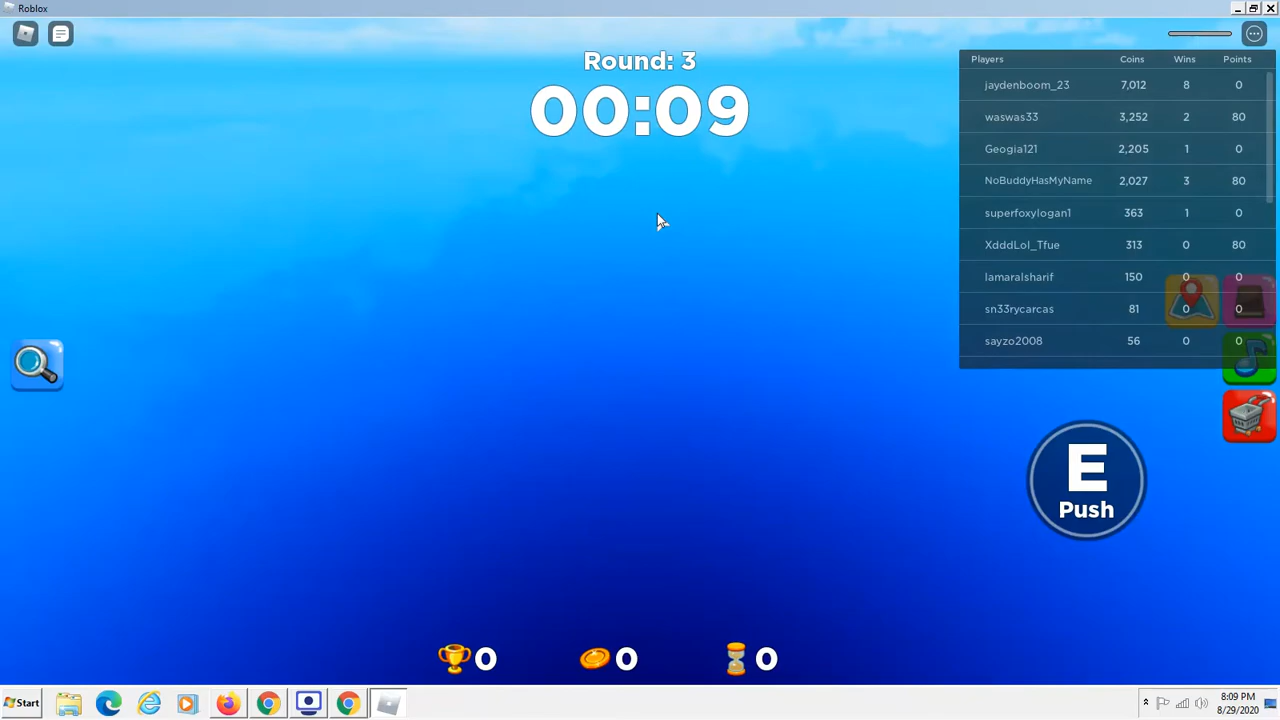 Roblox
Round: 3
00:09
Players Coins Wins Points
jaydenboom_23 7,012 8 0
waswas33 3,252 2 80
Geogia121 2,205 1 0
NoBuddyHasMyName 2,027 3 80
superfoxylogan1 363 1 0
XdddLol_Tfue 313 0 80
lamaralsharif 150 0 0
sn33rycarcas 81 0 0
sayzo2008 56 0 0
E
Push
0 0 0
Start
8:09 PM
8/29/2020